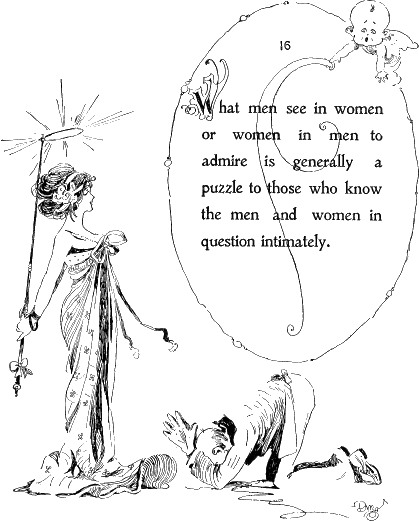 16
What men see in women
or women in men to
admire is generally a
puzzle to those who know
the men and women in
question intimately.